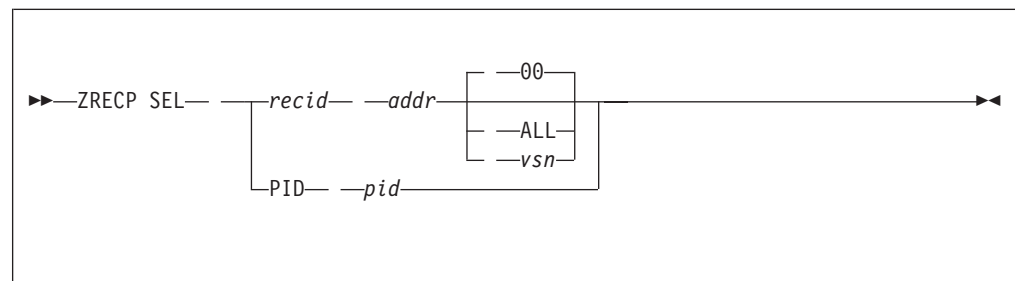 00
ZRECP SEL recid addr
ALL
vsn
PID pid